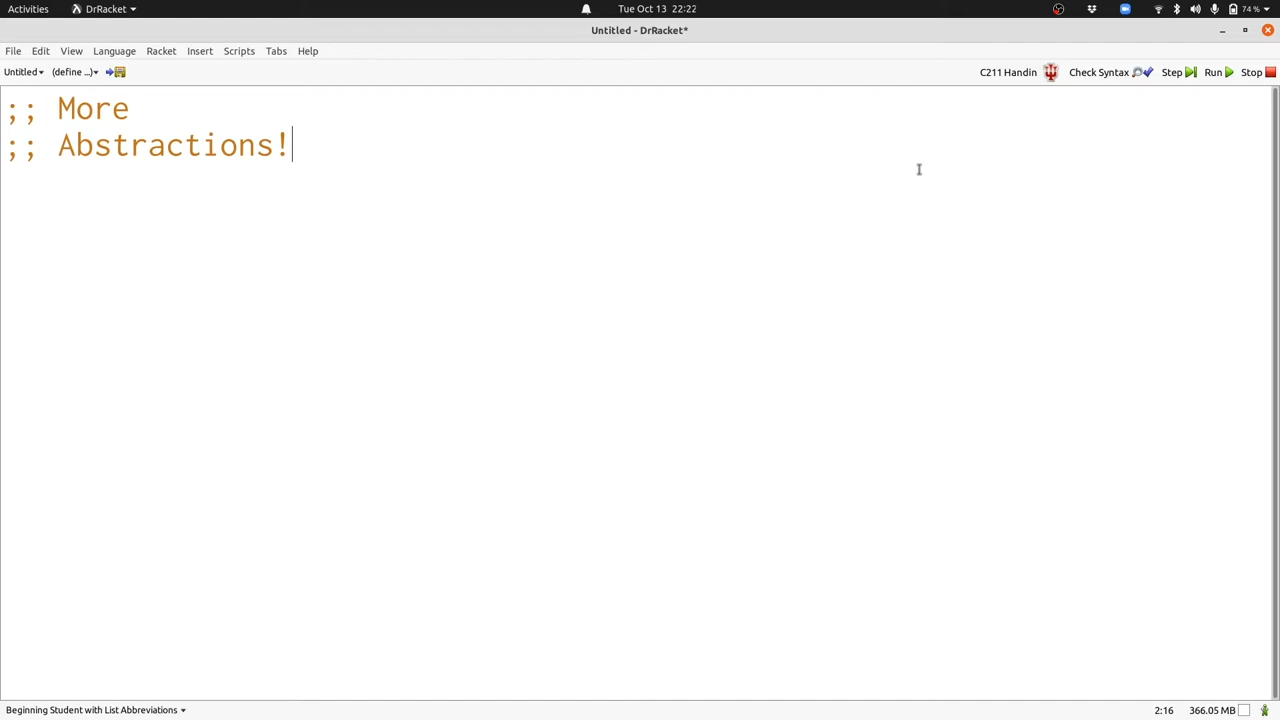 Activities DrRacket Tue Oct 13 22:22 74 %
Untitled - DrRacket*
File Edit View Language Racket Insert Scripts Tabs Help
Untitled (define ...) C211 Handin Check Syntax Step Run Stop
;; More
;; Abstractions!
Beginning Student with List Abbreviations 2:16 366.05 MB